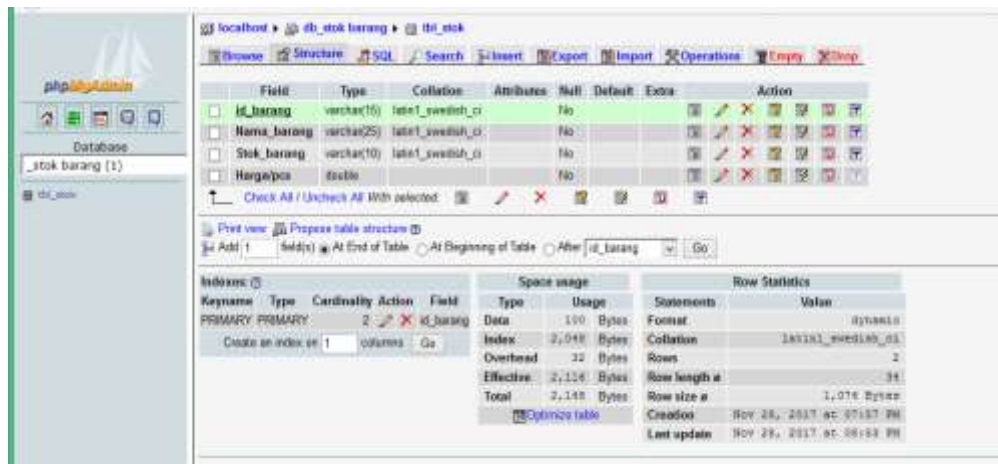 localhost ▸ db_stok barang ▸ tbl_stok
Browse Structure SQL Search Insert Export Import Operations Empty Drop
phpMyAdmin
Field Type Collation Attributes Null Default Extra Action
id_barang varchar(15) latin1_swedish_ci No
Nama_barang varchar(25) latin1_swedish_ci No
Stok_barang varchar(10) latin1_swedish_ci No
Harga/pcs double No
Check All / Uncheck All With selected:
Database
_stok barang (1)
tbl_stok
Print view Propose table structure
Add 1 field(s) At End of Table At Beginning of Table After id_barang Go
Indexes:
Keyname Type Cardinality Action Field
PRIMARY PRIMARY 2 id_barang
Create an index on 1 columns Go
Space usage
Type Usage
Data 100 Bytes
Index 2,048 Bytes
Overhead 32 Bytes
Effective 2,116 Bytes
Total 2,148 Bytes
Optimize table
Row Statistics
Statements Value
Format dynamic
Collation latin1_swedish_ci
Rows 2
Row length ø 34
Row size ø 1,074 Bytes
Creation Nov 28, 2017 at 07:57 PM
Last update Nov 28, 2017 at PM